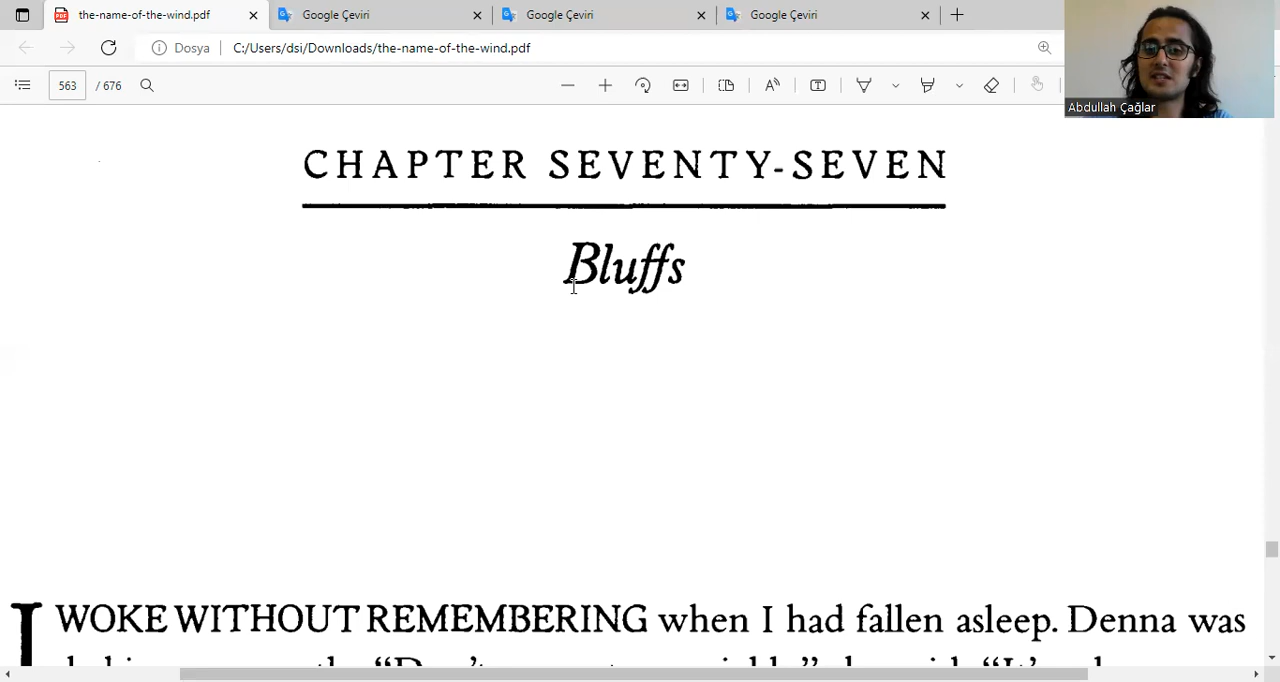 the-name-of-the-wind.pdf
Google Çeviri
Google Çeviri
Google Çeviri
Dosya
C:/Users/dsi/Downloads/the-name-of-the-wind.pdf
563 / 676
Abdullah Çağlar
CHAPTER SEVENTY-SEVEN
Bluffs
I WOKE WITHOUT REMEMBERING when I had fallen asleep. Denna was